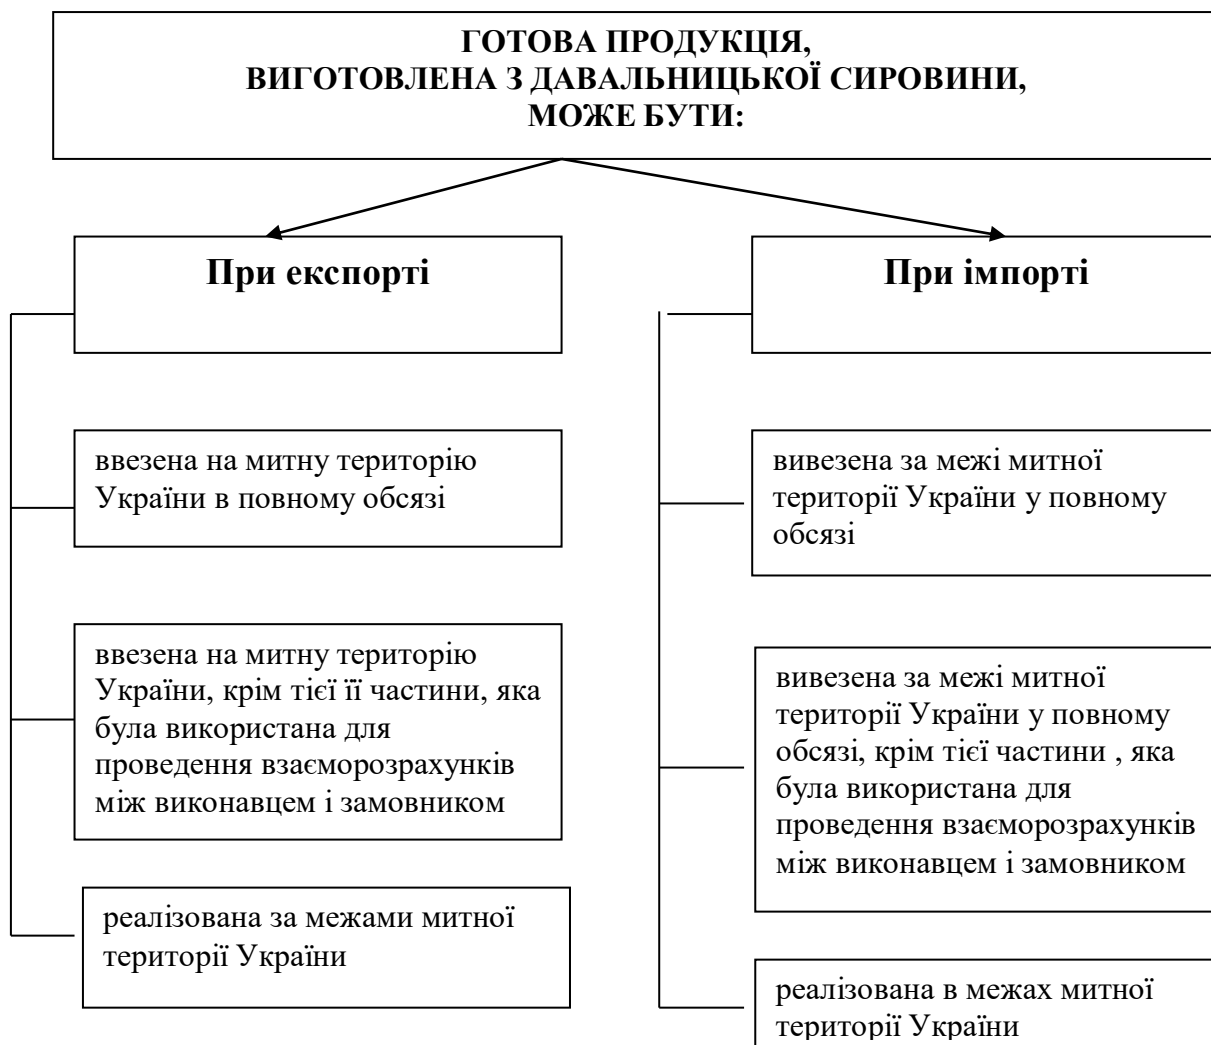 ГОТОВА ПРОДУКЦІЯ,
ВИГОТОВЛЕНА З ДАВАЛЬНИЦЬКОЇ СИРОВИНИ,
МОЖЕ БУТИ:
При експорті
ввезена на митну територію
України в повному обсязі
ввезена на митну територію
України, крім тієї її частини, яка
була використана для
проведення взаєморозрахунків
між виконавцем і замовником
реалізована за межами митної
території України
При імпорті
вивезена за межі митної
території України у повному
обсязі
вивезена за межі митної
території України у повному
обсязі, крім тієї частини , яка
була використана для
проведення взаєморозрахунків
між виконавцем і замовником
реалізована в межах митної
території України